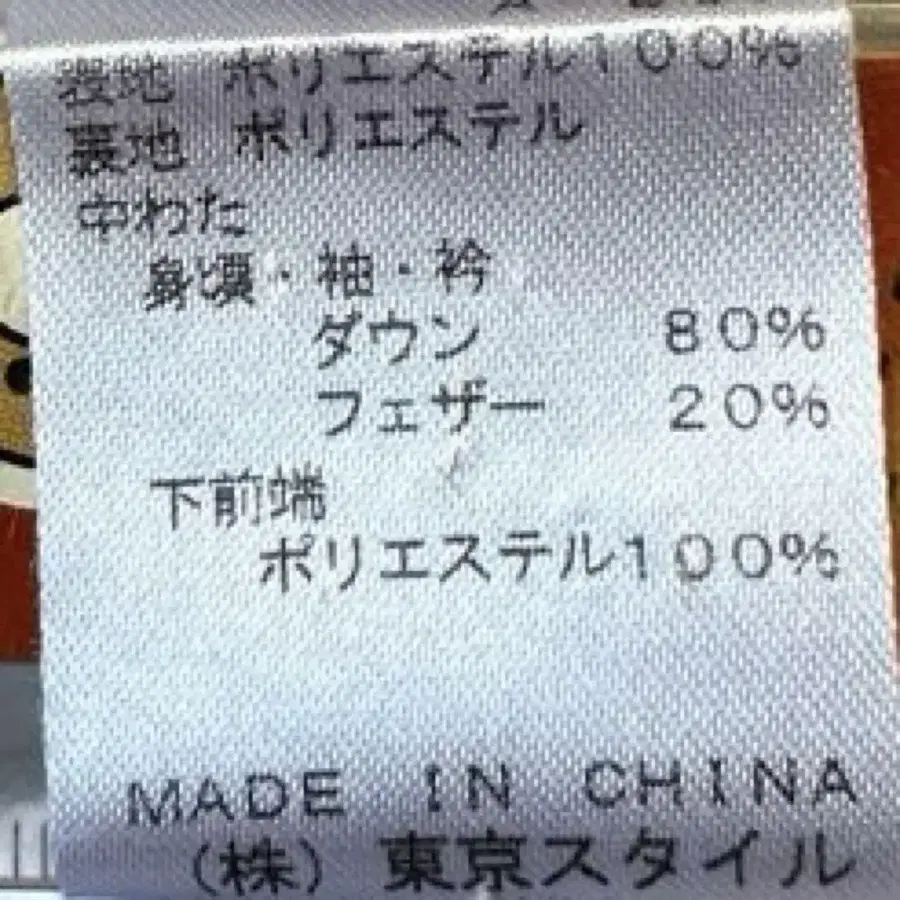 表地 ポリエステル100%
裏地 ポリエステル
中わた
身頃・袖・衿
ダウン 80%
フェザー 20%
下前端
ポリエステル100%
MADE IN CHINA
(株)東京スタイル